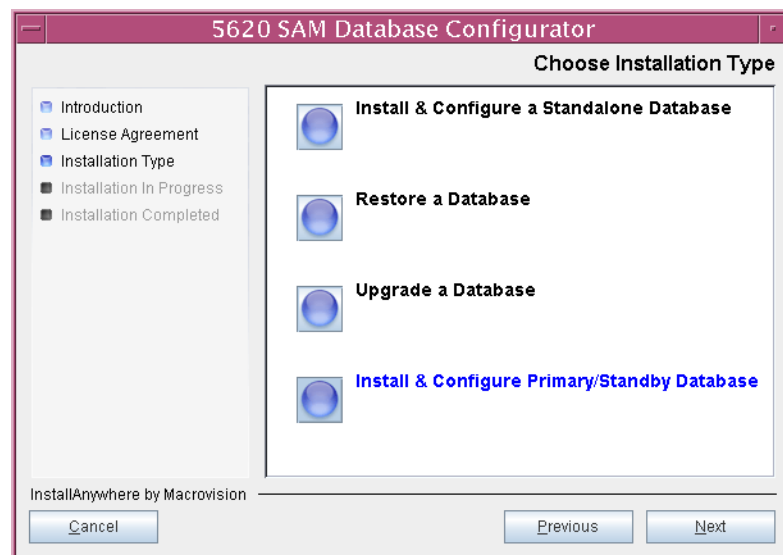 5620 SAM Database Configurator
Choose Installation Type
Introduction
License Agreement
Installation Type
Installation In Progress
Installation Completed
Install & Configure a Standalone Database
Restore a Database
Upgrade a Database
Install & Configure Primary/Standby Database
InstallAnywhere by Macrovision
Cancel
Previous
Next